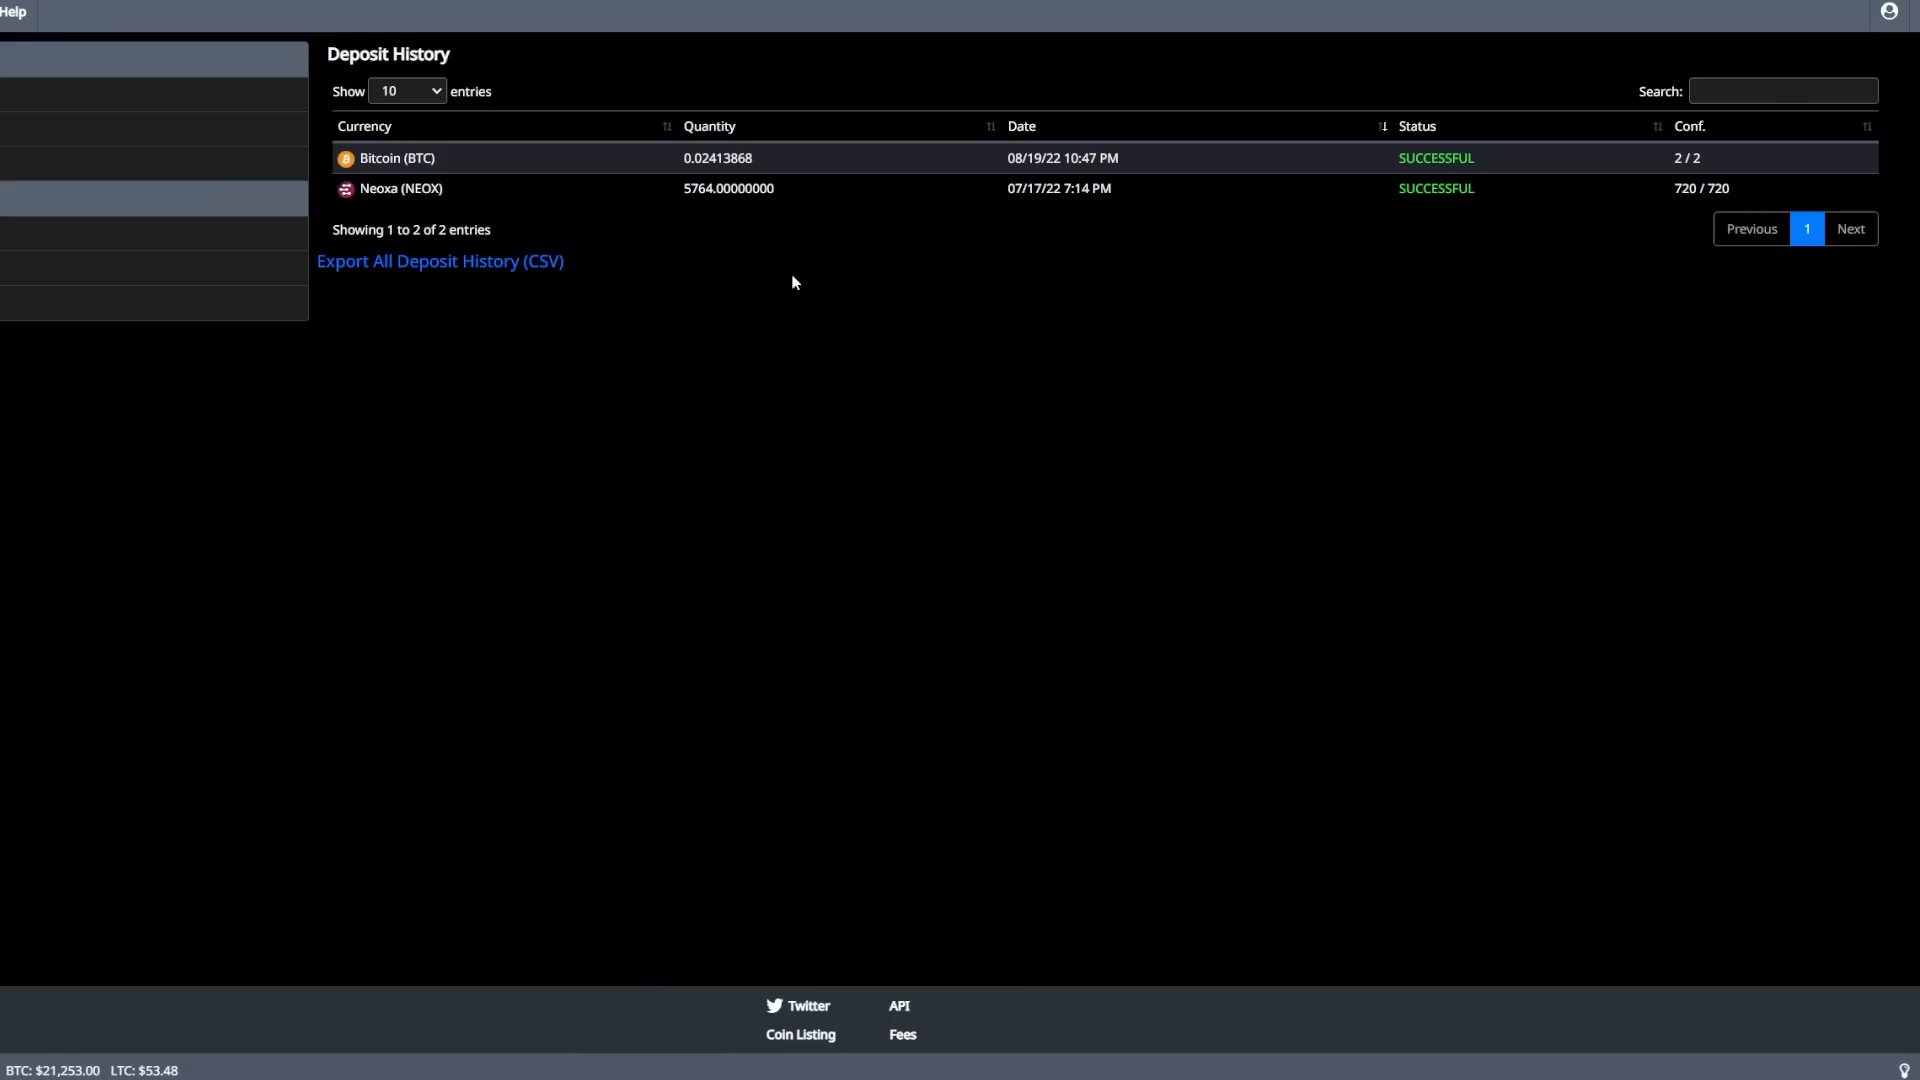 Help
Deposit History
Show 10 entries
Search:
Currency Quantity Date Status Conf.
Bitcoin (BTC) 0.02413868 08/19/22 10:47 PM SUCCESSFUL 2 / 2
Neoxa (NEOX) 5764.00000000 07/17/22 7:14 PM SUCCESSFUL 720 / 720
Showing 1 to 2 of 2 entries
Previous 1 Next
Export All Deposit History (CSV)
Twitter API
Coin Listing Fees
BTC: $21,253.00 LTC: $53.48